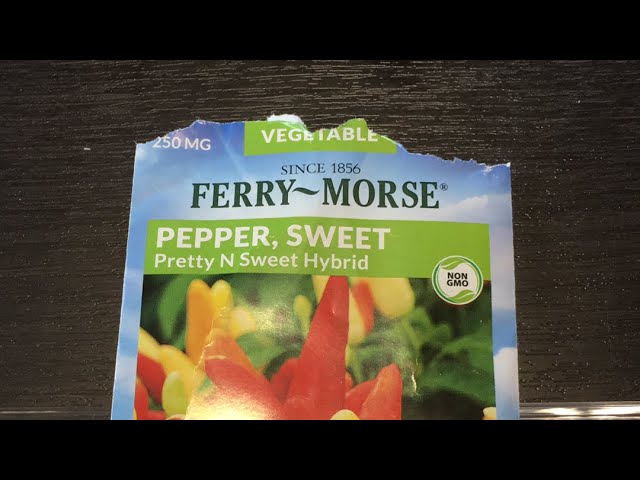 VEGETABLE
250 MG
SINCE 1856
FERRY~MORSE®
PEPPER, SWEET
Pretty N Sweet Hybrid
NON
GMO